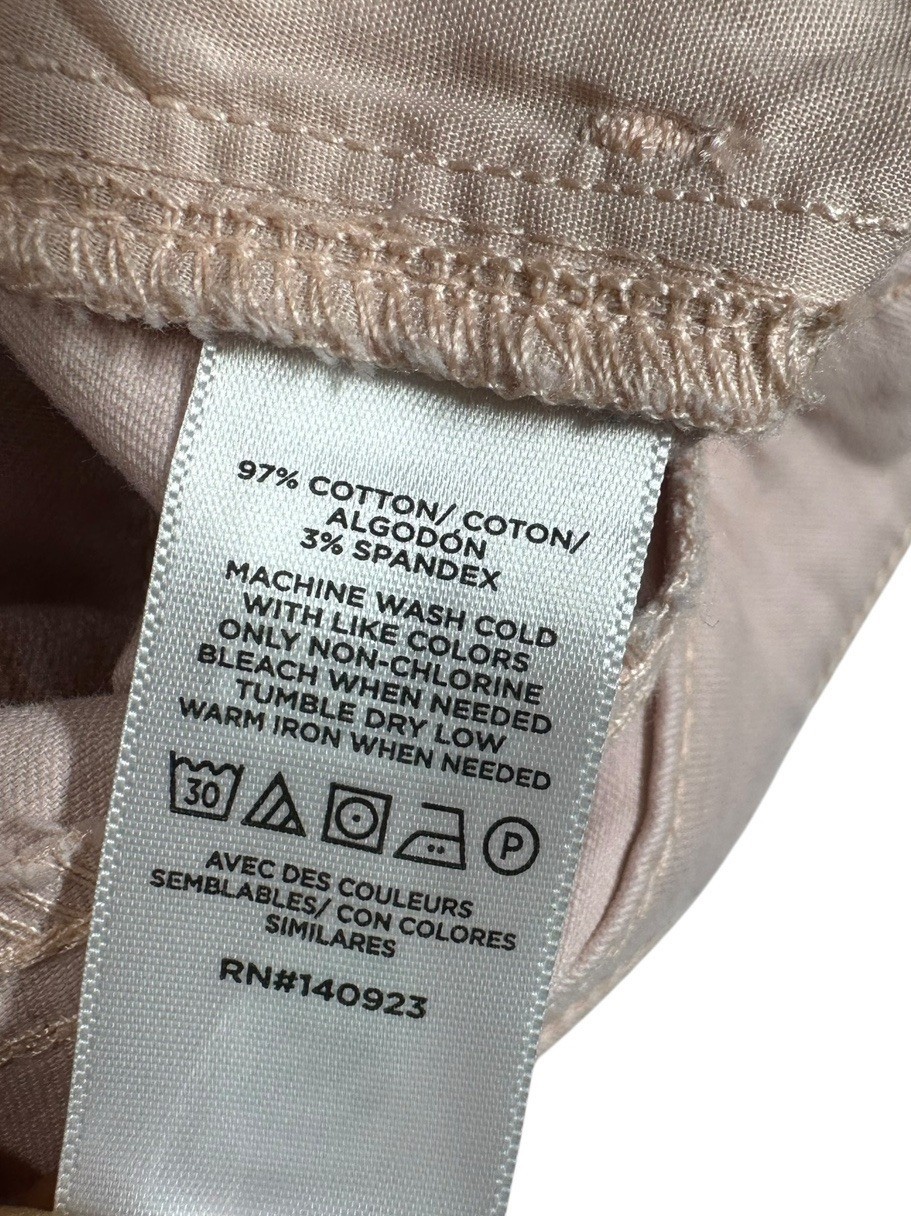 97% COTTON/ COTON/
ALGODÓN
3% SPANDEX
MACHINE WASH COLD
WITH LIKE COLORS
ONLY NON-CHLORINE
BLEACH WHEN NEEDED
TUMBLE DRY LOW
WARM IRON WHEN NEEDED
30 P
AVEC DES COULEURS
SEMBLABLES/ CON COLORES
SIMILARES
RN#140923